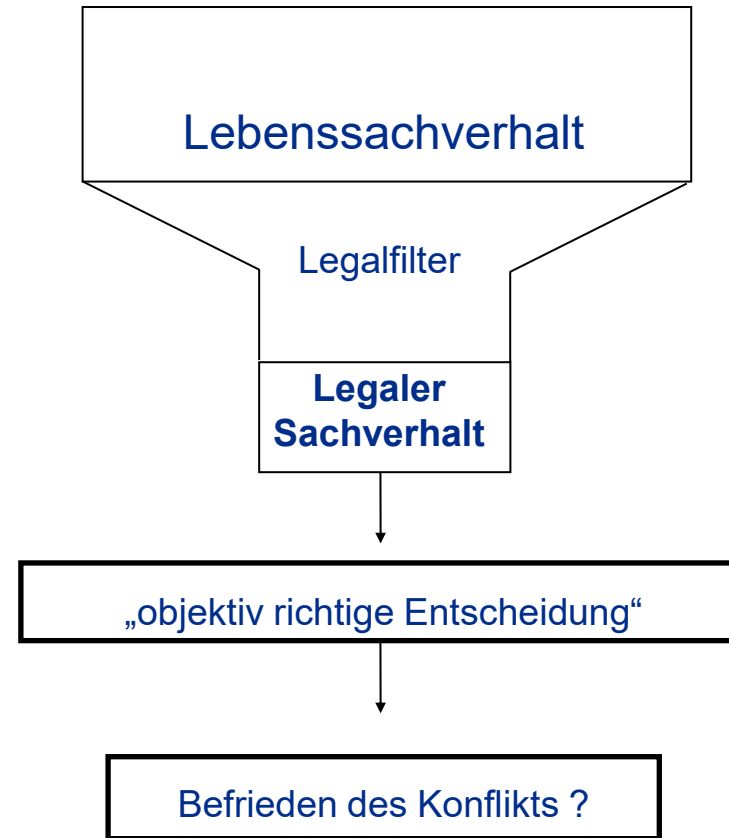 Lebenssachverhalt
Legalfilter
Legaler
Sachverhalt
„objektiv richtige Entscheidung“
Befrieden des Konflikts ?